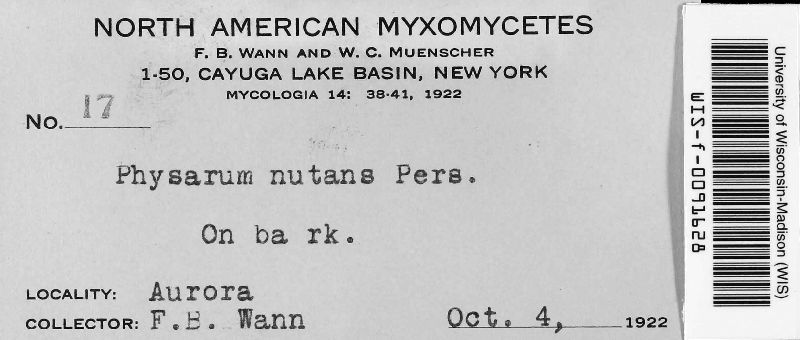 NORTH AMERICAN MYXOMYCETES
F. B. WANN AND W. C. MUENSCHER
1-50, CAYUGA LAKE BASIN, NEW YORK
MYCOLOGIA 14: 38-41, 1922
No. 17
Physarum nutans Pers.
On ba rk.
LOCALITY: Aurora
COLLECTOR: F.B. Wann Oct. 4, 1922
University of Wisconsin-Madison (WIS)
WIS-f-0091628